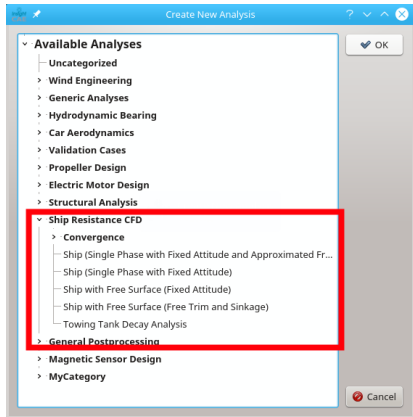 Create New Analysis
Available Analyses
OK
Uncategorized
Wind Engineering
Generic Analyses
Hydrodynamic Bearing
Car Aerodynamics
Validation Cases
Propeller Design
Electric Motor Design
Structural Analysis
Ship Resistance CFD
Convergence
Ship (Single Phase with Fixed Attitude and Approximated Fr...
Ship (Single Phase with Fixed Attitude)
Ship with Free Surface (Fixed Attitude)
Ship with Free Surface (Free Trim and Sinkage)
Towing Tank Decay Analysis
General Postprocessing
Magnetic Sensor Design
MyCategory
Cancel